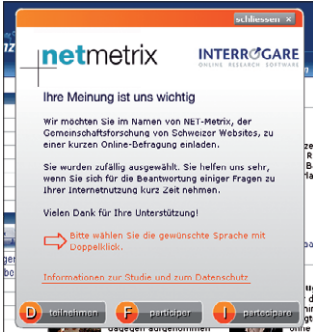 schliessen ×
netmetrix
INTERROGARE
ONLINE RESEARCH SOFTWARE
Ihre Meinung ist uns wichtig
Wir möchten Sie im Namen von NET-Metrix, der
Gemeinschaftsforschung von Schweizer Websites, zu
einer kurzen Online-Befragung einladen.
Sie wurden zufällig ausgewählt. Sie helfen uns sehr,
wenn Sie sich für die Beantwortung einiger Fragen zu
Ihrer Internetnutzung kurz Zeit nehmen.
Vielen Dank für Ihre Unterstützung!
Bitte wählen Sie die gewünschte Sprache mit
Doppelklick.
Informationen zur Studie und zum Datenschutz
D teilnehmen F participer I partecipare